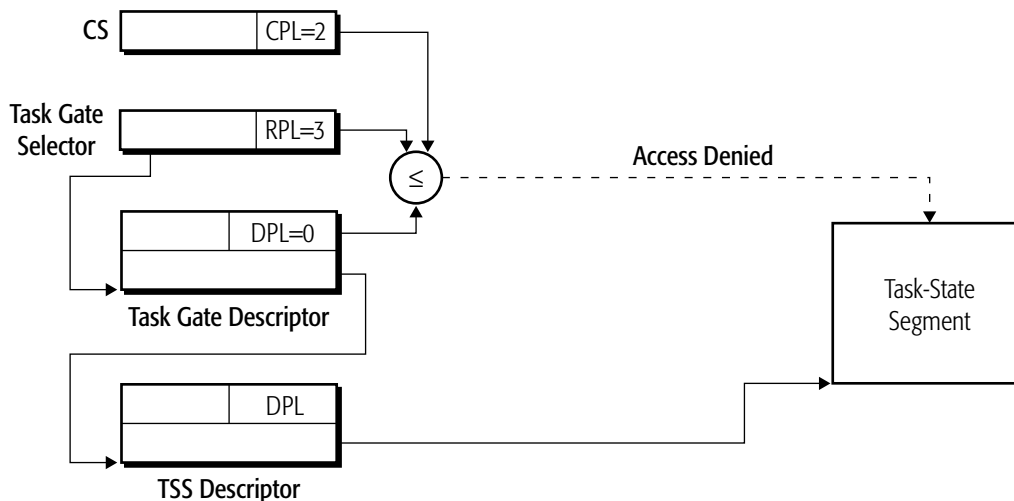 CS
CPL=2
Task Gate
Selector
RPL=3
≤
Access Denied
DPL=0
Task Gate Descriptor
Task-State
Segment
DPL
TSS Descriptor